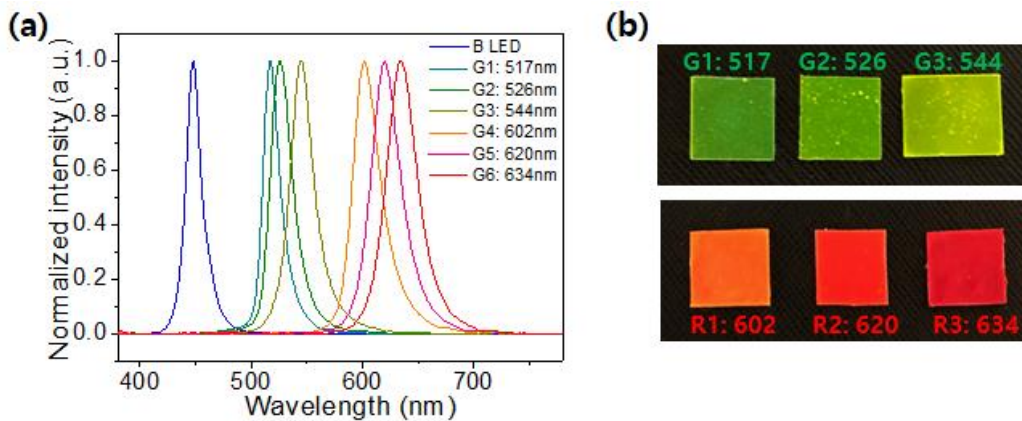 (a)
Normalized intensity (a.u.)
1.0
0.8
0.6
0.4
0.2
0.0
400 500 600 700
Wavelength (nm)
B LED
G1: 517nm
G2: 526nm
G3: 544nm
G4: 602nm
G5: 620nm
G6: 634nm
(b)
G1: 517 G2: 526 G3: 544
R1: 602 R2: 620 R3: 634